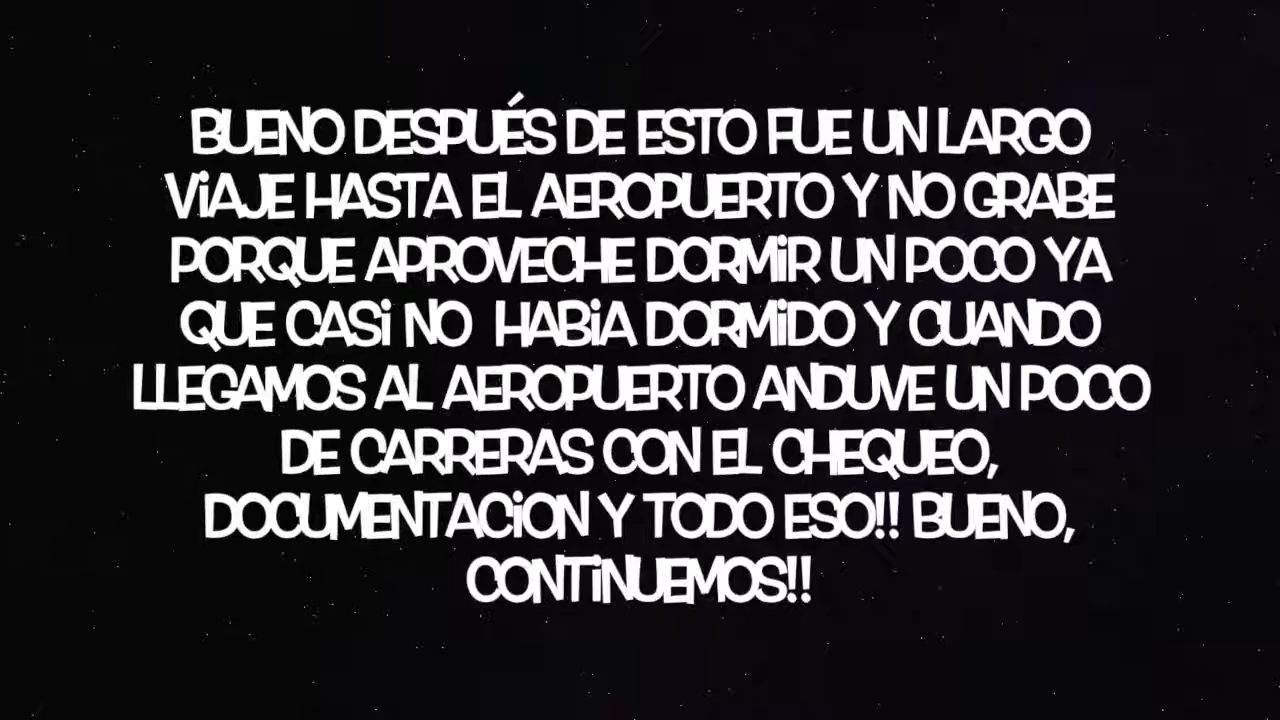 BUENO DESPUÉS DE ESTO FUE UN LARGO
ViAJE HASTA EL AEROPUERTO Y NO GRABE
PORQUE APROVECHE DORMiR UN POCO YA
QUE CASi NO HABiA DORMiDO Y CUANDO
LLEGAMOS AL AEROPUERTO ANDUVE UN POCO
DE CARRERAS CON EL CHEQUEO,
DOCUMENTACiON Y TODO ESO!! BUENO,
CONTiNUEMOS!!